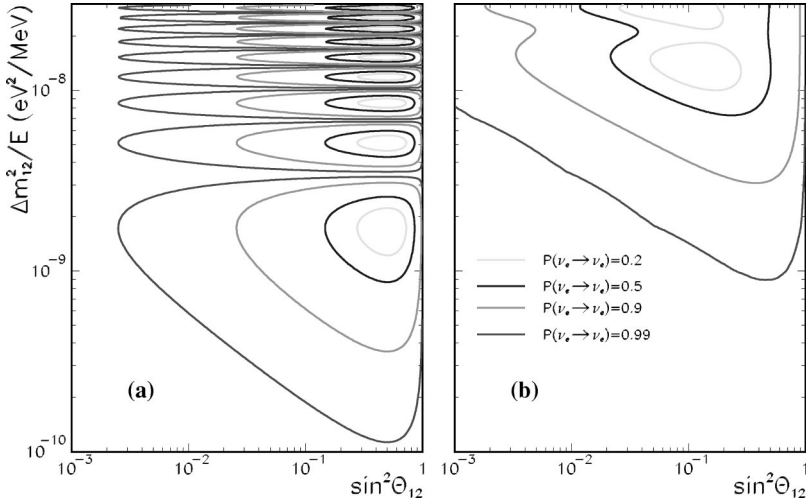 Δm²₁₂/E (eV²/MeV)
10⁻⁸
10⁻⁹
10⁻¹⁰
(a)
10⁻³ 10⁻² 10⁻¹ 1
sin²Θ₁₂
P(νₑ→νₑ)=0.2
P(νₑ→νₑ)=0.5
P(νₑ→νₑ)=0.9
P(νₑ→νₑ)=0.99
(b)
10⁻³ 10⁻² 10⁻¹ 1
sin²Θ₁₂